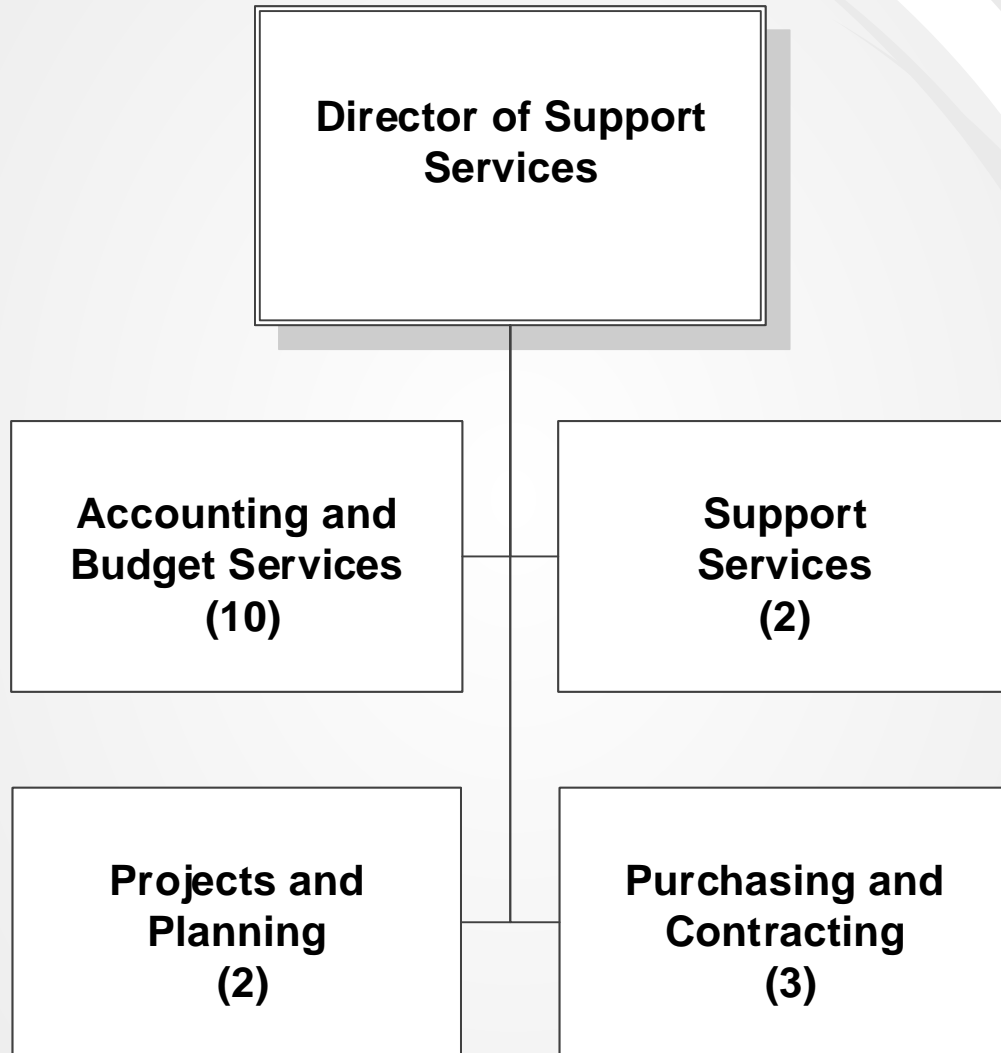 Director of Support
Services
Accounting and
Budget Services
(10)
Support
Services
(2)
Projects and
Planning
(2)
Purchasing and
Contracting
(3)